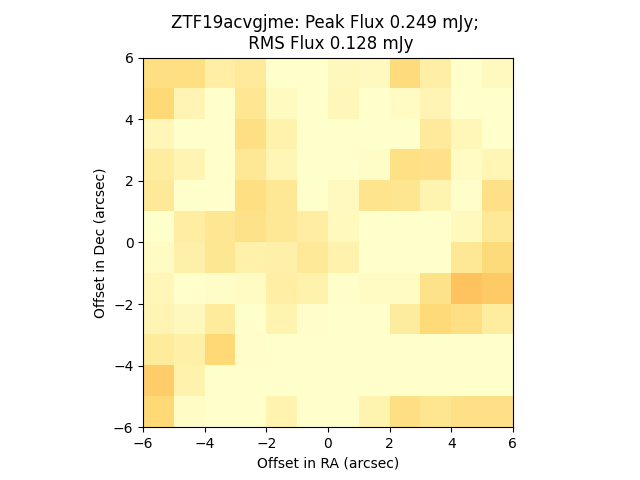 ZTF19acvgjme: Peak Flux 0.249 mJy;
RMS Flux 0.128 mJy
6
4
2
0
−2
−4
−6
Offset in Dec (arcsec)
−6 −4 −2 0 2 4 6
Offset in RA (arcsec)